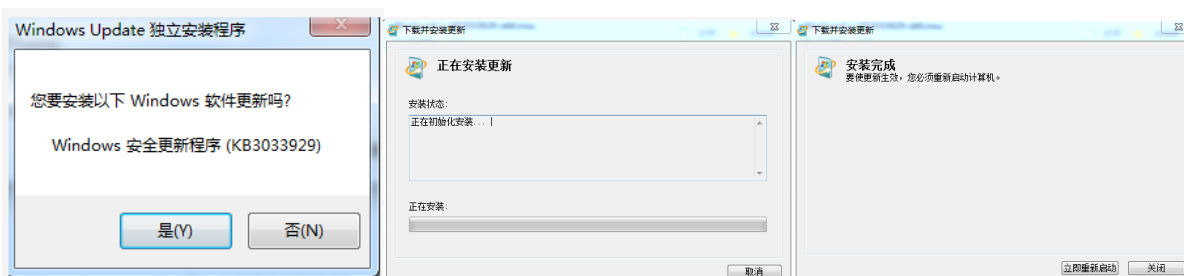 Windows Update 独立安装程序
您要安装以下 Windows 软件更新吗?
Windows 安全更新程序 (KB3033929)
是(Y)
否(N)
下载并安装更新
正在安装更新
安装状态:
正在初始化安装...
正在安装:
取消
下载并安装更新
安装完成
要使更新生效，您必须重新启动计算机。
立即重新启动
关闭